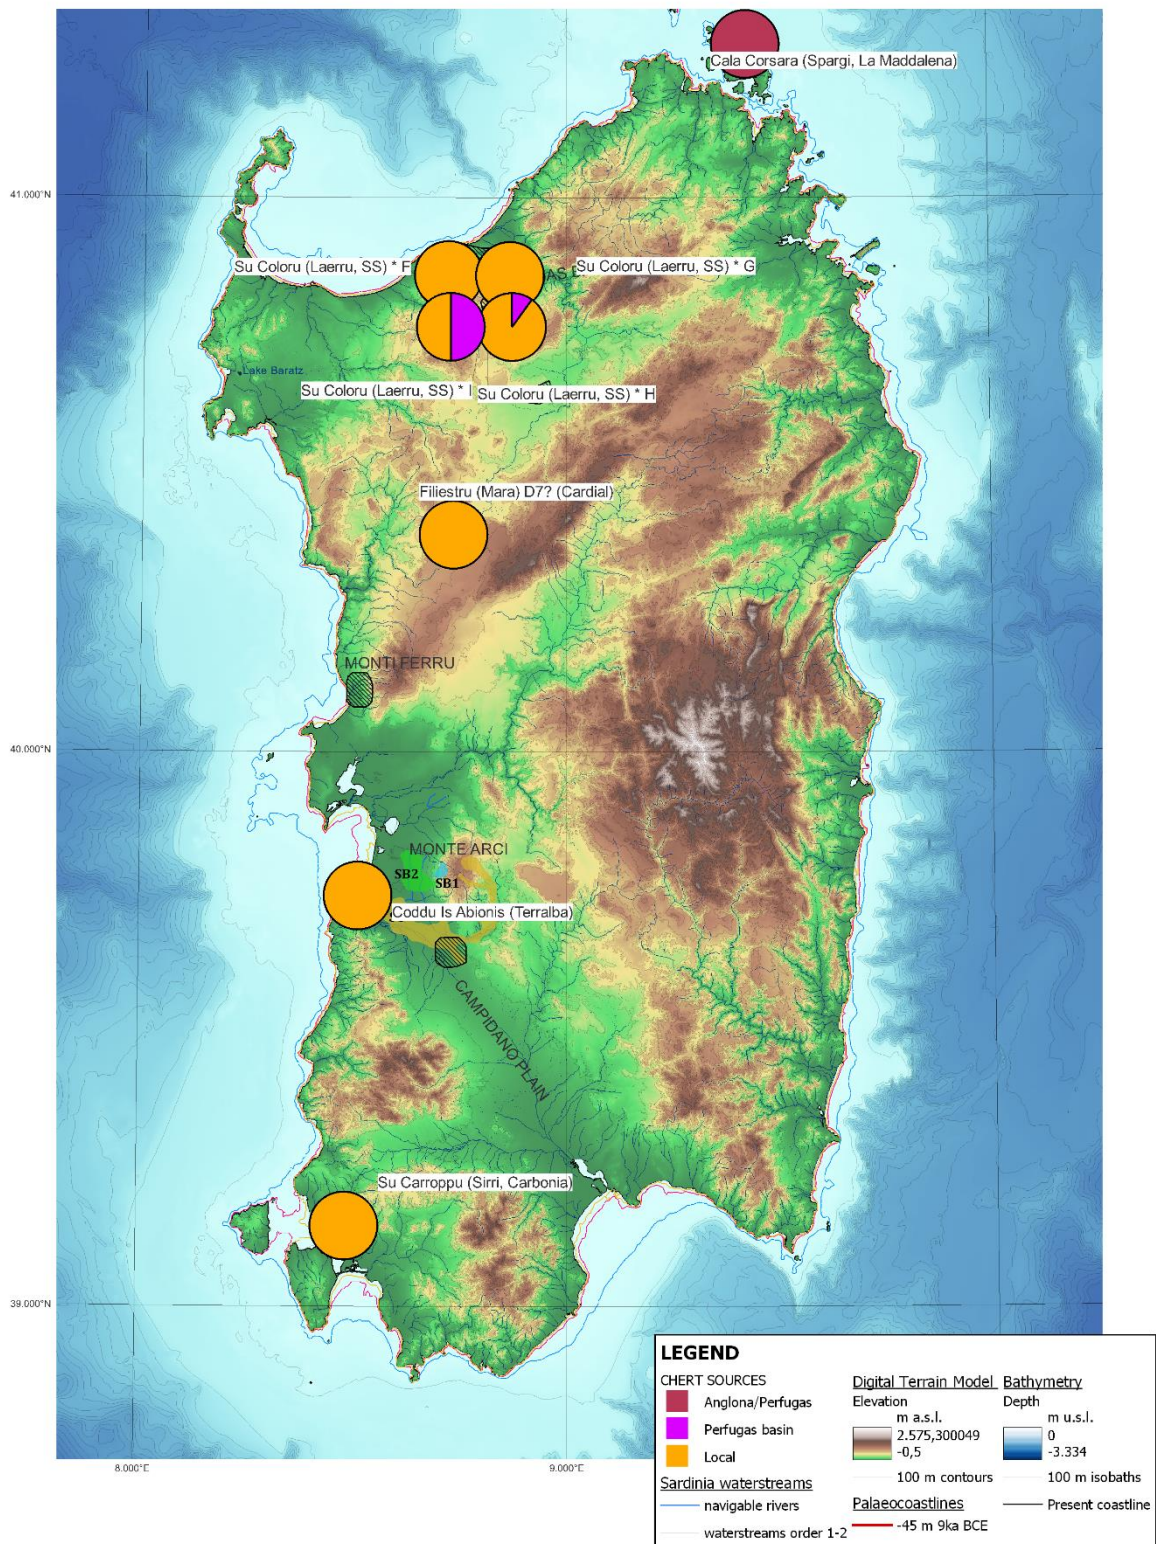 Cala Corsara (Spargi, La Maddalena)
41.000°N
Su Coloru (Laerru, SS) * F
Su Coloru (Laerru, SS) * G
Lake Baratz
Su Coloru (Laerru, SS) * I
Su Coloru (Laerru, SS) * H
Filiestru (Mara) D7? (Cardial)
MONTI FERRU
40.000°N
MONTE ARCI
SB2
SB1
Coddu Is Abionis (Terralba)
CAMPIDANO PLAIN
Su Carroppu (Sirri, Carbonia)
39.000°N
8.000°E
9.000°E
LEGEND
CHERT SOURCES
Anglona/Perfugas
Perfugas basin
Local
Sardinia waterstreams
navigable rivers
waterstreams order 1-2
Digital Terrain Model
Elevation
m a.s.l.
2.575,300049
-0,5
100 m contours
Palaeocoastlines
-45 m 9ka BCE
Bathymetry
Depth
m u.s.l.
0
-3.334
100 m isobaths
Present coastline